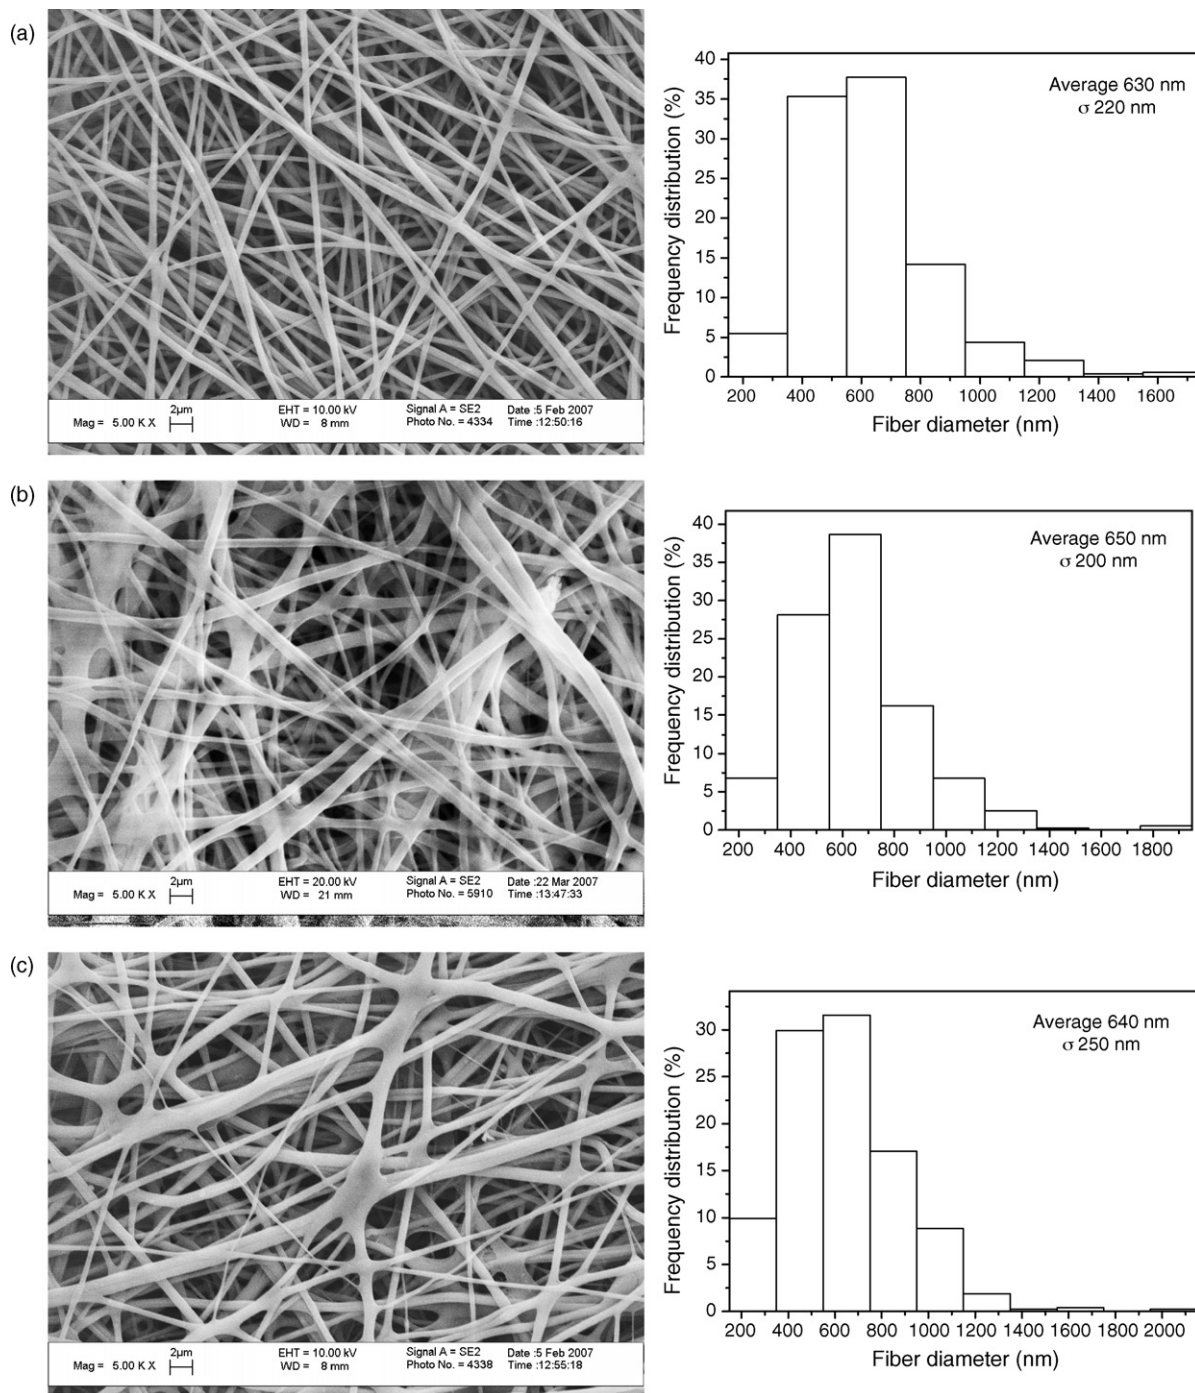 (a)
Mag = 5.00 K X 2µm EHT = 10.00 kV Signal A = SE2 Date :5 Feb 2007
WD = 8 mm Photo No. = 4334 Time :12:50:16
Frequency distribution (%)
40
35
30
25
20
15
10
5
0
Average 630 nm
σ 220 nm
200 400 600 800 1000 1200 1400 1600
Fiber diameter (nm)
(b)
Mag = 5.00 K X 2µm EHT = 20.00 kV Signal A = SE2 Date :22 Mar 2007
WD = 21 mm Photo No. = 5910 Time :13:47:33
Frequency distribution (%)
40
35
30
25
20
15
10
5
0
Average 650 nm
σ 200 nm
200 400 600 800 1000 1200 1400 1600 1800
Fiber diameter (nm)
(c)
Mag = 5.00 K X 2µm EHT = 10.00 kV Signal A = SE2 Date :5 Feb 2007
WD = 8 mm Photo No. = 4338 Time :12:55:18
Frequency distribution (%)
30
25
20
15
10
5
0
Average 640 nm
σ 250 nm
200 400 600 800 1000 1200 1400 1600 1800 2000
Fiber diameter (nm)